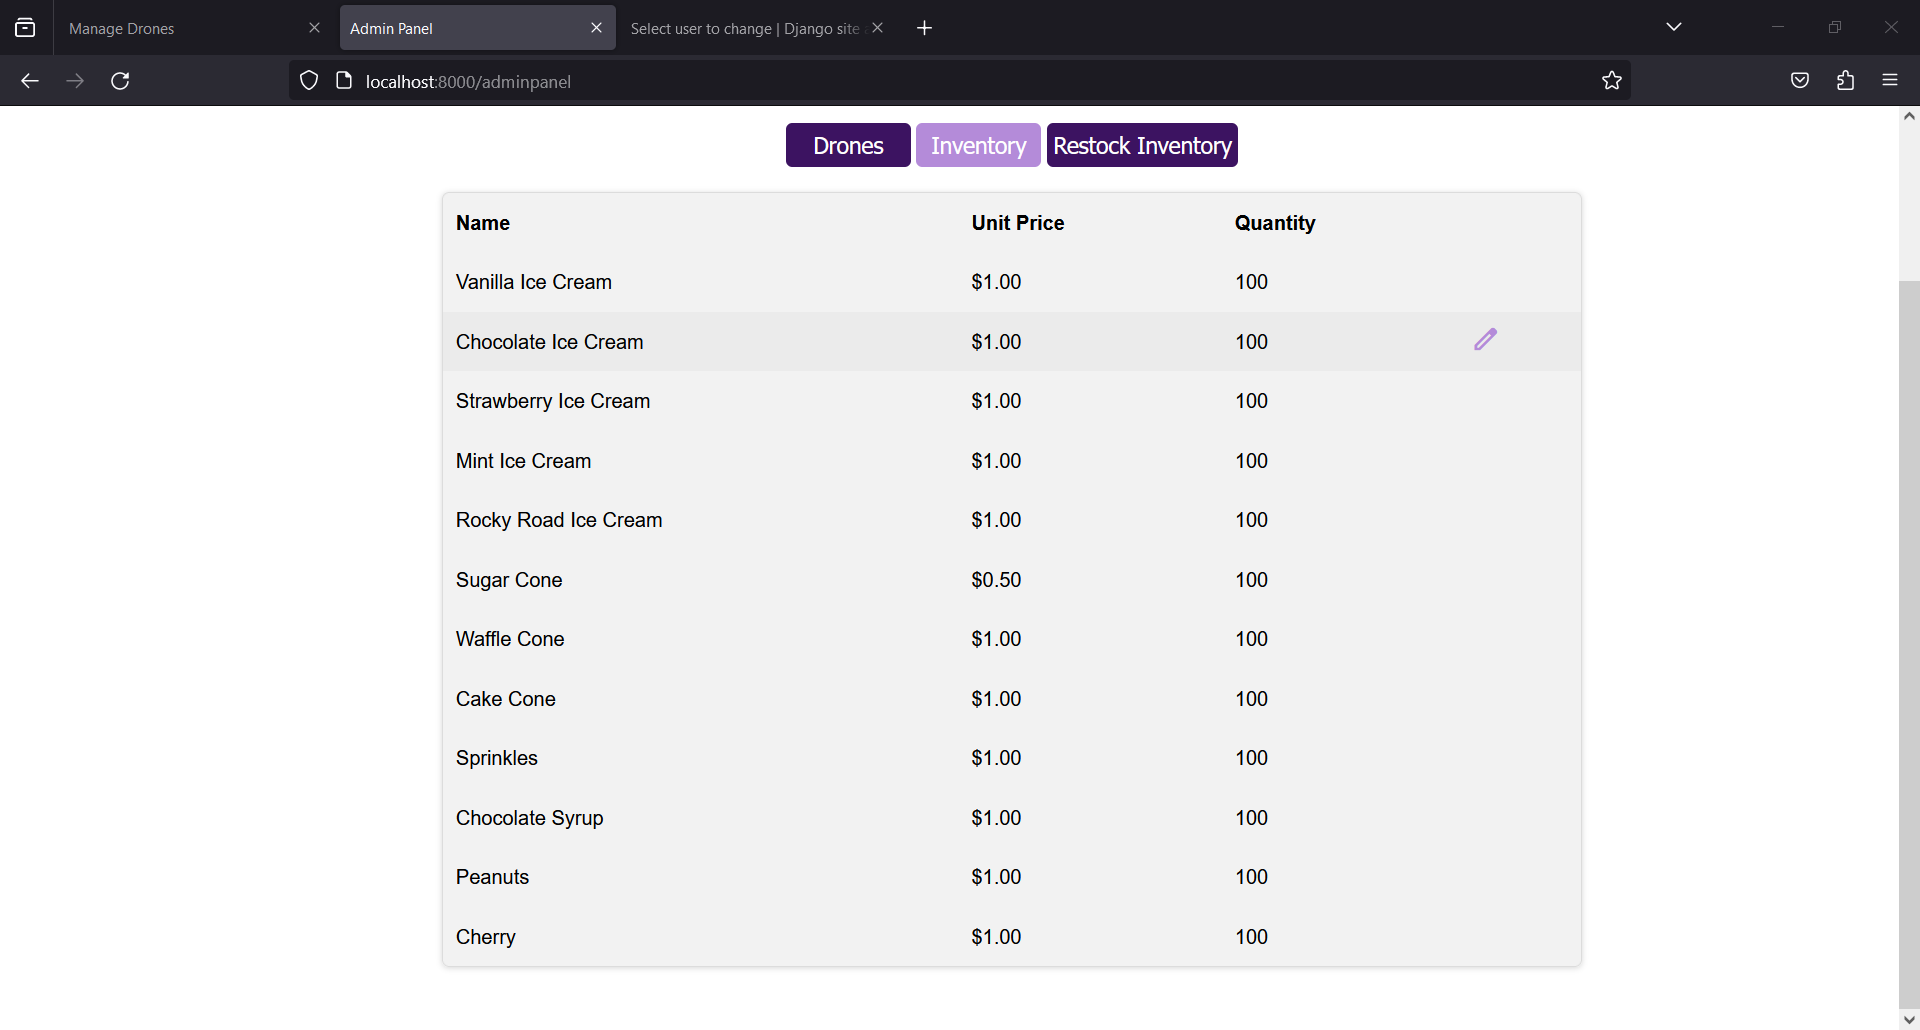 Manage Drones
Admin Panel
Select user to change | Django site
localhost:8000/adminpanel
Drones Inventory Restock Inventory
Name Unit Price Quantity
Vanilla Ice Cream $1.00 100
Chocolate Ice Cream $1.00 100
Strawberry Ice Cream $1.00 100
Mint Ice Cream $1.00 100
Rocky Road Ice Cream $1.00 100
Sugar Cone $0.50 100
Waffle Cone $1.00 100
Cake Cone $1.00 100
Sprinkles $1.00 100
Chocolate Syrup $1.00 100
Peanuts $1.00 100
Cherry $1.00 100